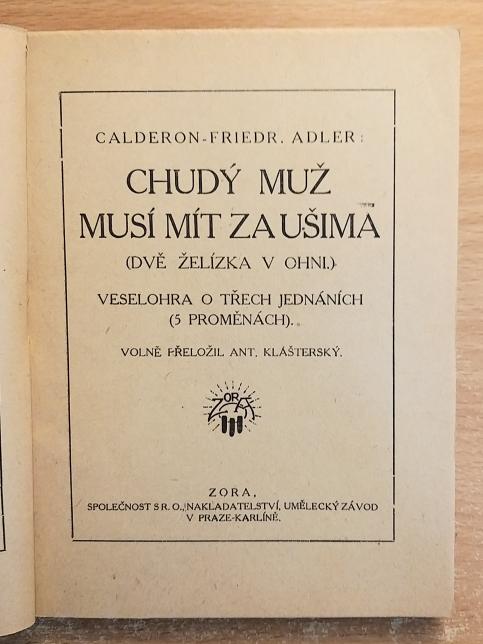 CALDERON-FRIEDR. ADLER:
CHUDÝ MUŽ
MUSÍ MÍT ZA UŠIMA
(DVĚ ŽELÍZKA V OHNI.)
VESELOHRA O TŘECH JEDNÁNÍCH
(5 PROMĚNÁCH).
VOLNĚ PŘELOŽIL ANT. KLÁŠTERSKÝ.
ZORA
ZORA,
SPOLEČNOST S R. O., NAKLADATELSTVÍ, UMĚLECKÝ ZÁVOD
V PRAZE-KARLÍNĚ.